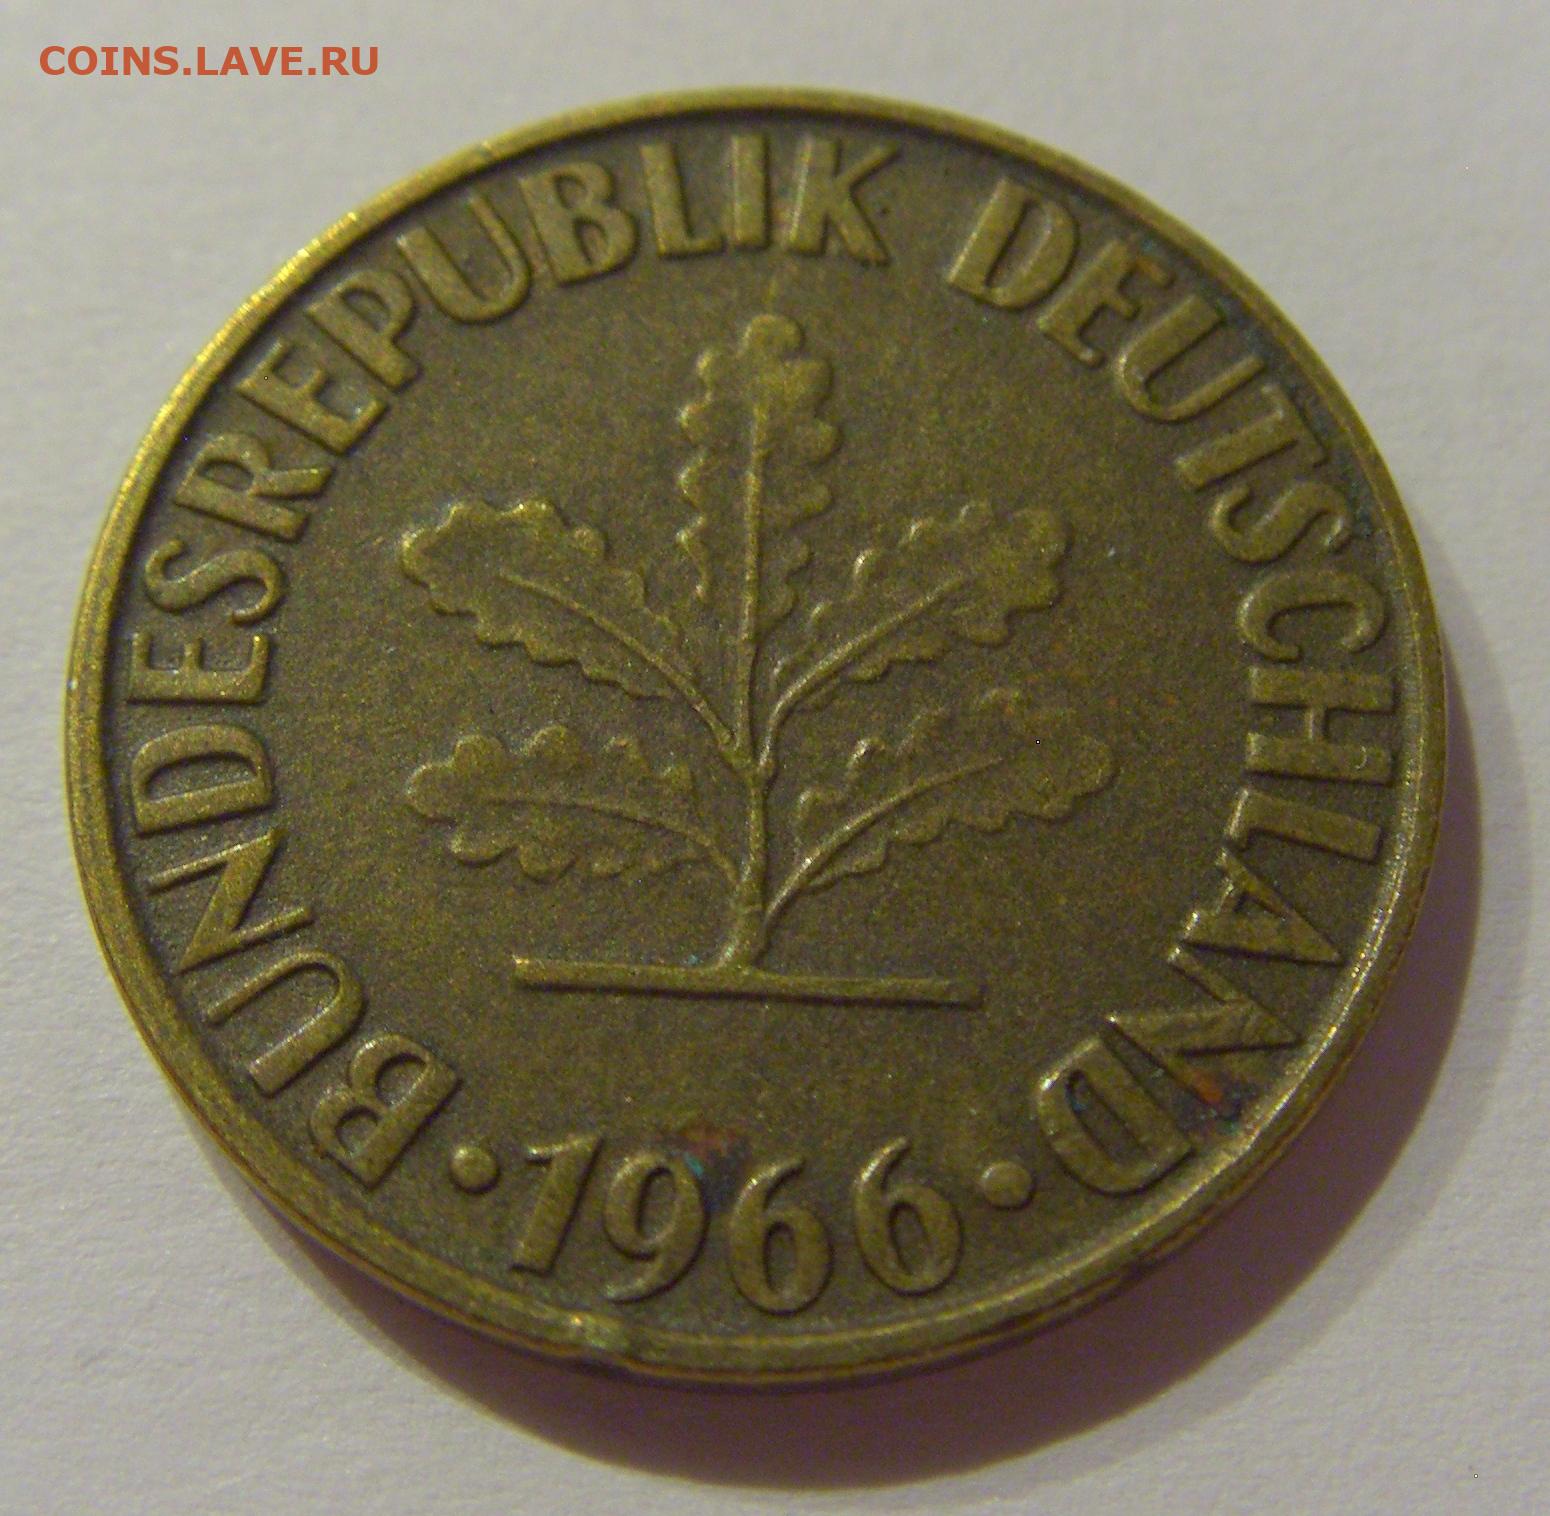 COINS.LAVE.RU
BUNDESREPUBLIK DEUTSCHLAND
· 1966 ·